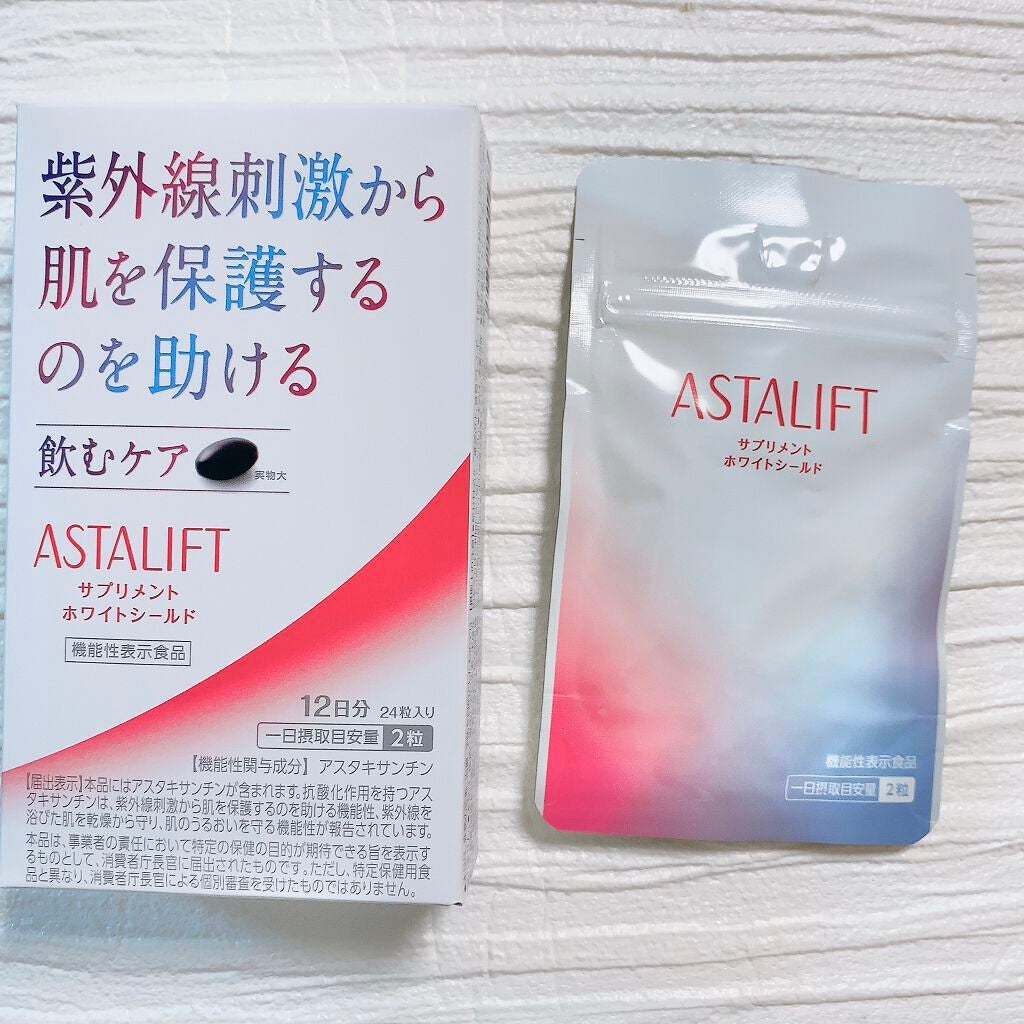 紫外線刺激から
肌を保護する
のを助ける
飲むケア
実物大
ASTALIFT
サプリメント
ホワイトシールド
機能性表示食品
12日分 24粒入り
一日摂取目安量 2粒
【機能性関与成分】 アスタキサンチン
【届出表示】本品にはアスタキサンチンが含まれます。抗酸化作用を持つアス
タキサンチンは、紫外線刺激から肌を保護するのを助ける機能性、紫外線を
浴びた肌を乾燥から守り、肌のうるおいを守る機能性が報告されています。
本品は、事業者の責任において特定の保健の目的が期待できる旨を表示す
るものとして、消費者庁長官に届出されたものです。ただし、特定保健用食
品と異なり、消費者庁長官による個別審査を受けたものではありません。
ASTALIFT
サプリメント
ホワイトシールド
機能性表示食品
一日摂取目安量 2粒